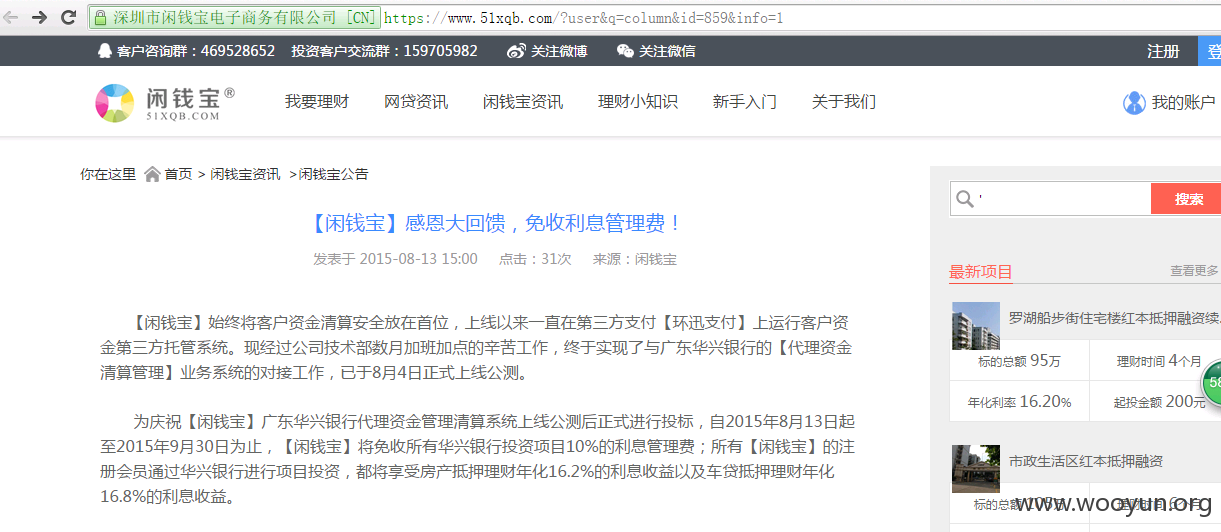 深圳市闲钱宝电子商务有限公司 [CN] https://www.51xqb.com/?user&q=column&id=859&info=1
客户咨询群：469528652 投资客户交流群：159705982 关注微博 关注微信 注册 登
闲钱宝® 51XQB.COM 我要理财 网贷资讯 闲钱宝资讯 理财小知识 新手入门 关于我们 我的账户
你在这里 首页 > 闲钱宝资讯 >闲钱宝公告
' 搜索
【闲钱宝】感恩大回馈，免收利息管理费！
发表于 2015-08-13 15:00 点击：31次 来源：闲钱宝
【闲钱宝】始终将客户资金清算安全放在首位，上线以来一直在第三方支付【环迅支付】上运行客户资
金第三方托管系统。现经过公司技术部数月加班加点的辛苦工作，终于实现了与广东华兴银行的【代理资金
清算管理】业务系统的对接工作，已于8月4日正式上线公测。
为庆祝【闲钱宝】广东华兴银行代理资金管理清算系统上线公测后正式进行投标，自2015年8月13日起
至2015年9月30日为止，【闲钱宝】将免收所有华兴银行投资项目10%的利息管理费；所有【闲钱宝】的注
册会员通过华兴银行进行项目投资，都将享受房产抵押理财年化16.2%的利息收益以及车贷抵押理财年化
16.8%的利息收益。
最新项目 查看更多
罗湖船步街住宅楼红本抵押融资续.
标的总额 95万 理财时间 4个月
年化利率 16.20% 起投金额 200元
58
市政生活区红本抵押融资
标的总额 105万 理财时间 6个月
www.wooyun.org